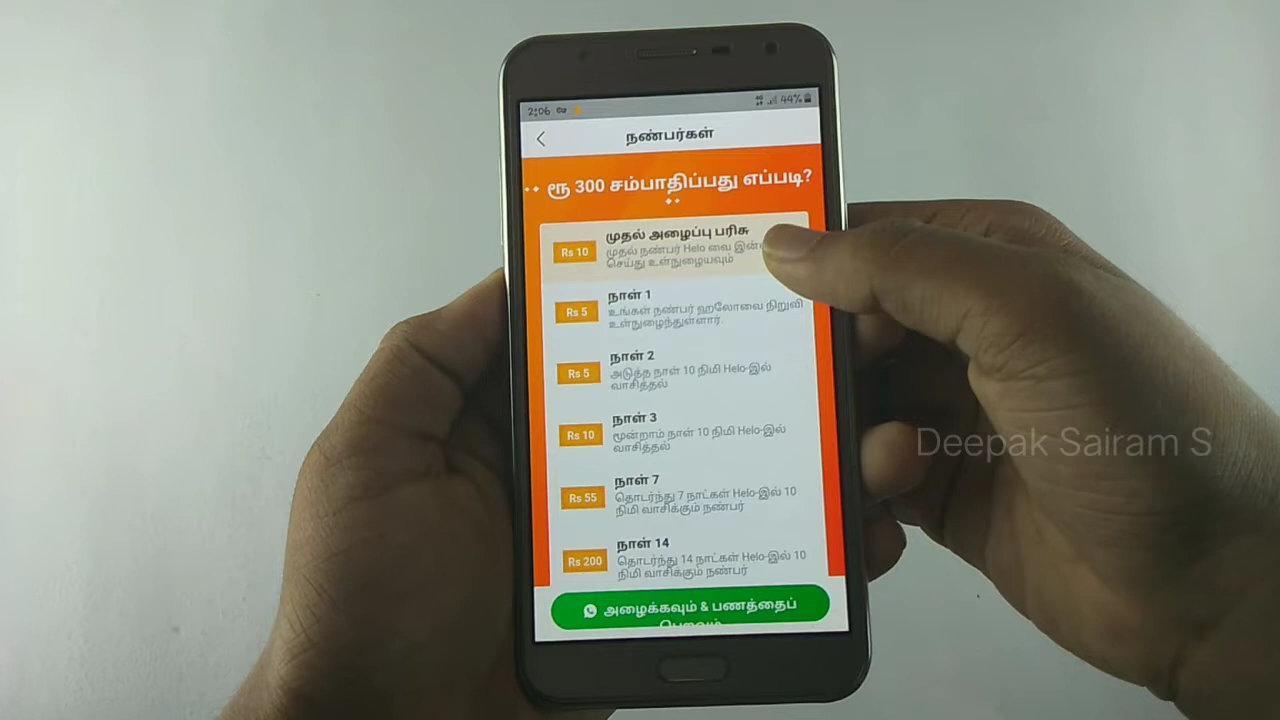 2:06
44%
நண்பர்கள்
ரூ 300 சம்பாதிப்பது எப்படி?
முதல் அழைப்பு பரிசு
Rs 10
முதல் நண்பர் Helo வை
செய்து உள்நுழையவும்
நாள் 1
Rs 5
உங்கள் நண்பர் ஹலோவை நிறுவி
உள்நுழைந்துள்ளார்.
நாள் 2
Rs 5
அடுத்த நாள் 10 நிமி Helo-இல்
வாசித்தல்
நாள் 3
Rs 10
மூன்றாம் நாள் 10 நிமி Helo-இல்
வாசித்தல்
நாள் 7
Rs 55
தொடர்ந்து 7 நாட்கள் Helo-இல் 10
நிமி வாசிக்கும் நண்பர்
நாள் 14
Rs 200
தொடர்ந்து 14 நாட்கள் Helo-இல் 10
நிமி வாசிக்கும் நண்பர்
அழைக்கவும் & பணத்தைப்
Deepak Sairam S